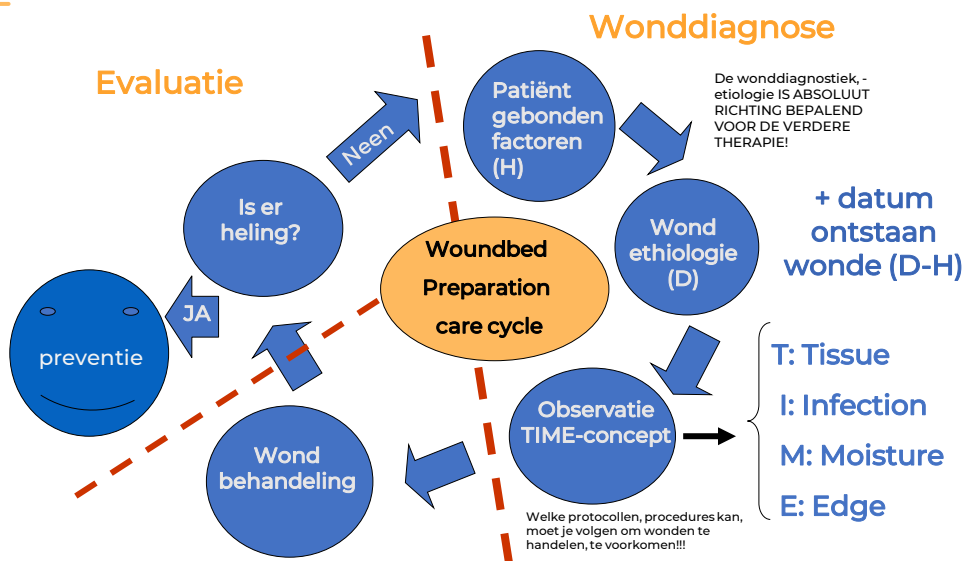 Wonddiagnose
Evaluatie
Patiënt
gebonden
factoren
(H)
De wonddiagnostiek, -
etiologie IS ABSOLUUT
RICHTING BEPALEND
VOOR DE VERDERE
THERAPIE!
Neen
Is er
heling?
Wond
ethiologie
(D)
+ datum
ontstaan
wonde (D-H)
Woundbed
Preparation
care cycle
JA
preventie
T: Tissue
I: Infection
M: Moisture
E: Edge
Observatie
TIME-concept
Wond
behandeling
Welke protocollen, procedures kan,
moet je volgen om wonden te
handelen, te voorkomen!!!